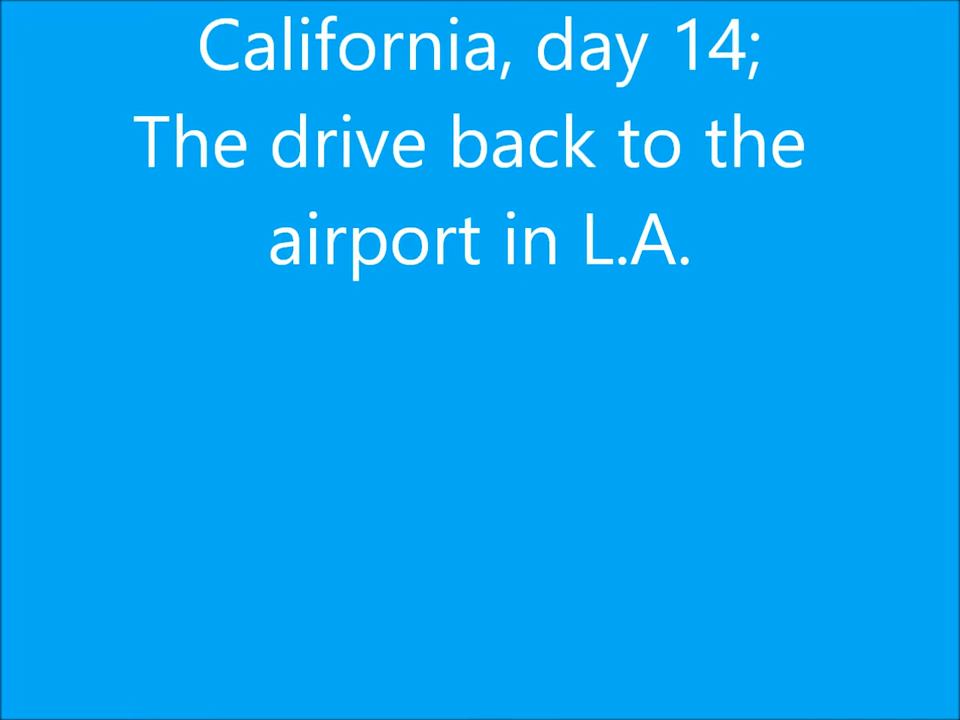 California, day 14;
The drive back to the
airport in L.A.